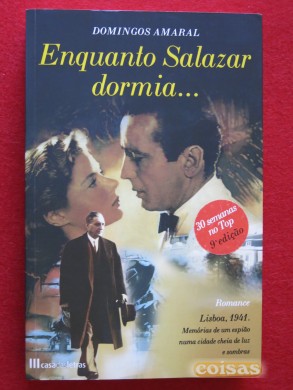 DOMINGOS AMARAL
Enquanto Salazar
dormia...
30 semanas
no Top
9ª edição
Romance
Lisboa, 1941.
Memórias de um espião
numa cidade cheia de luz
e sombras
casa das letras
coisas